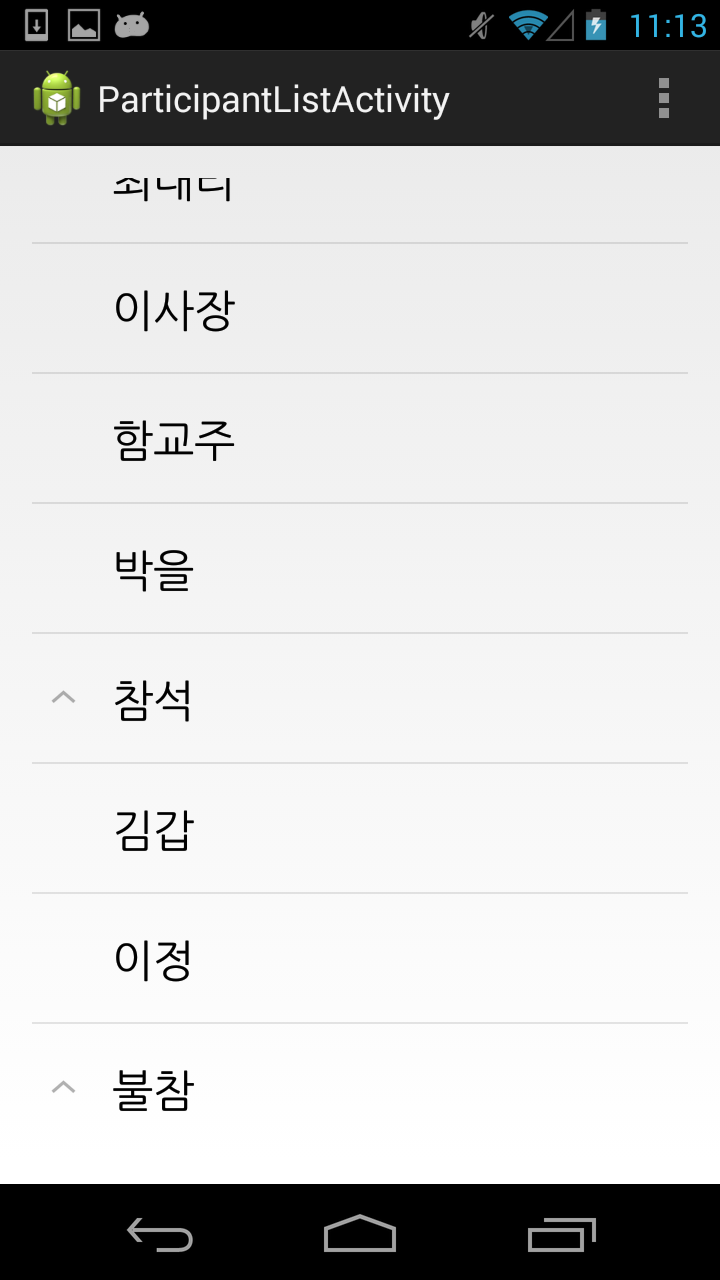 11:13
ParticipantListActivity
이사장
함교주
박을
참석
김갑
이정
불참